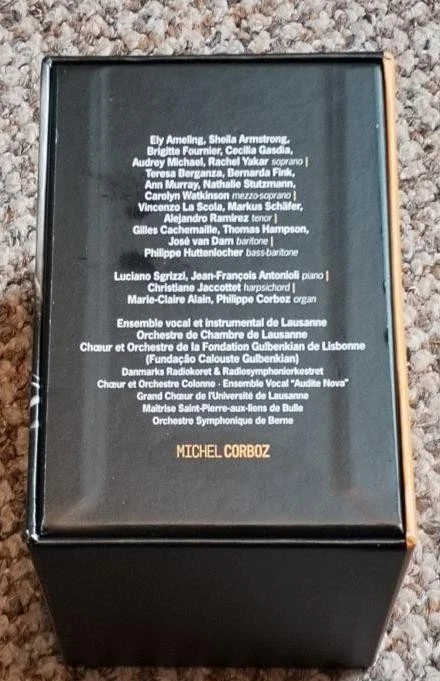 Ely Ameling, Sheila Armstrong,
Brigitte Fournier, Cecilia Gasdia,
Audrey Michael, Rachel Yakar soprano |
Teresa Berganza, Bernarda Fink,
Ann Murray, Nathalie Stutzmann,
Carolyn Watkinson mezzo-soprano |
Vincenzo La Scola, Markus Schäfer,
Alejandro Ramirez tenor |
Gilles Cachemaille, Thomas Hampson,
José van Dam baritone |
Philippe Huttenlocher bass-baritone
Luciano Sgrizzi, Jean-François Antonioli piano |
Christiane Jaccottet harpsichord |
Marie-Claire Alain, Philippe Corboz organ
Ensemble vocal et instrumental de Lausanne
Orchestre de Chambre de Lausanne
Chœur et Orchestre de la Fondation Gulbenkian de Lisbonne
(Fundação Calouste Gulbenkian)
Danmarks Radiokoret & Radiosymphoniorkestret
Chœur et Orchestre Colonne · Ensemble Vocal "Audite Nova"
Grand Chœur de l'Université de Lausanne
Maîtrise Saint-Pierre-aux-liens de Bulle
Orchestre Symphonique de Berne
MICHEL CORBOZ